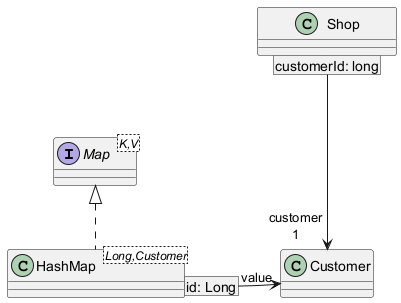 C Shop
customerId: long
I Map K,V
customer
1
C HashMap Long,Customer
id: Long
value
C Customer